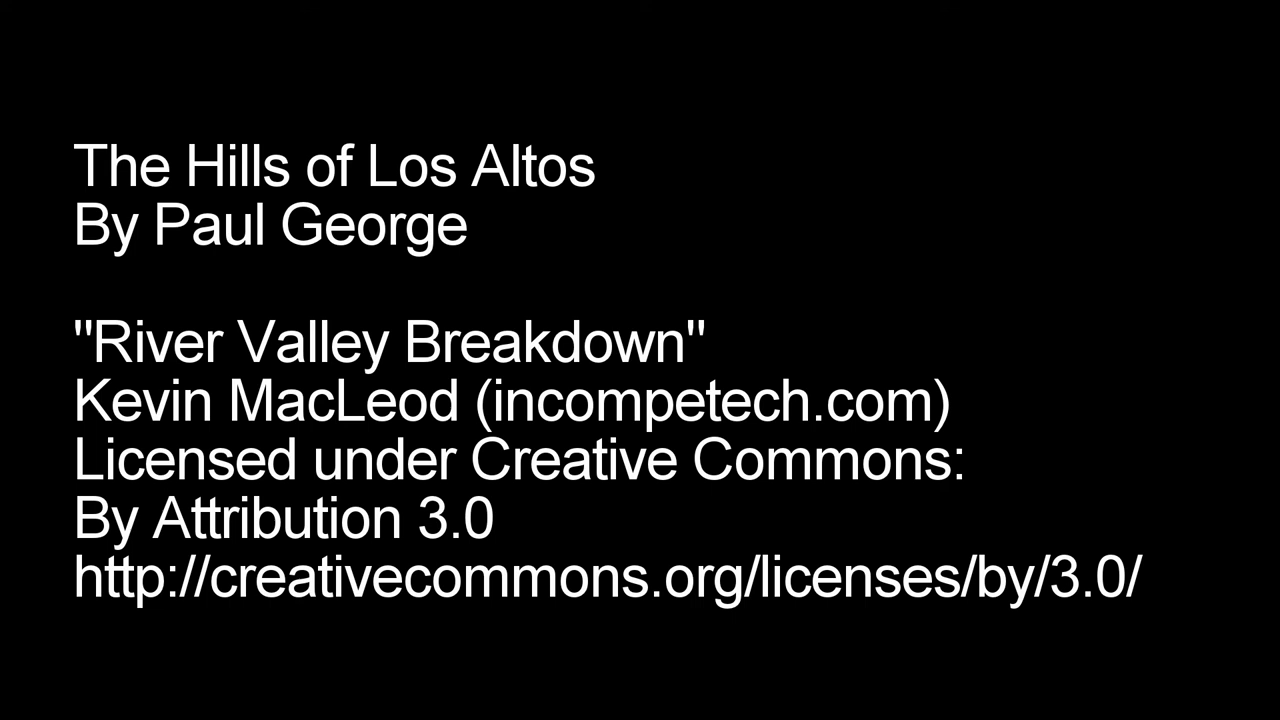 The Hills of Los Altos
By Paul George
"River Valley Breakdown"
Kevin MacLeod (incompetech.com)
Licensed under Creative Commons:
By Attribution 3.0
http://creativecommons.org/licenses/by/3.0/